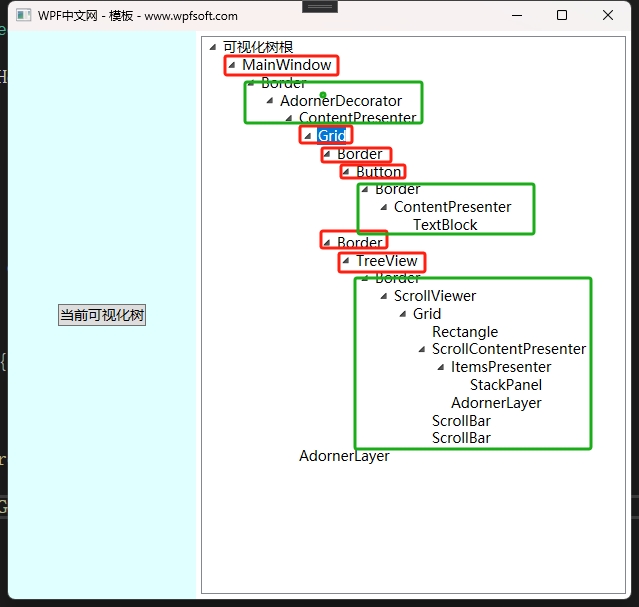 WPF中文网 - 模板 - www.wpfsoft.com
可视化树根
MainWindow
Border
AdornerDecorator
ContentPresenter
Grid
Border
Button
Border
ContentPresenter
TextBlock
Border
TreeView
Border
ScrollViewer
Grid
Rectangle
ScrollContentPresenter
ItemsPresenter
StackPanel
AdornerLayer
ScrollBar
ScrollBar
AdornerLayer
当前可视化树